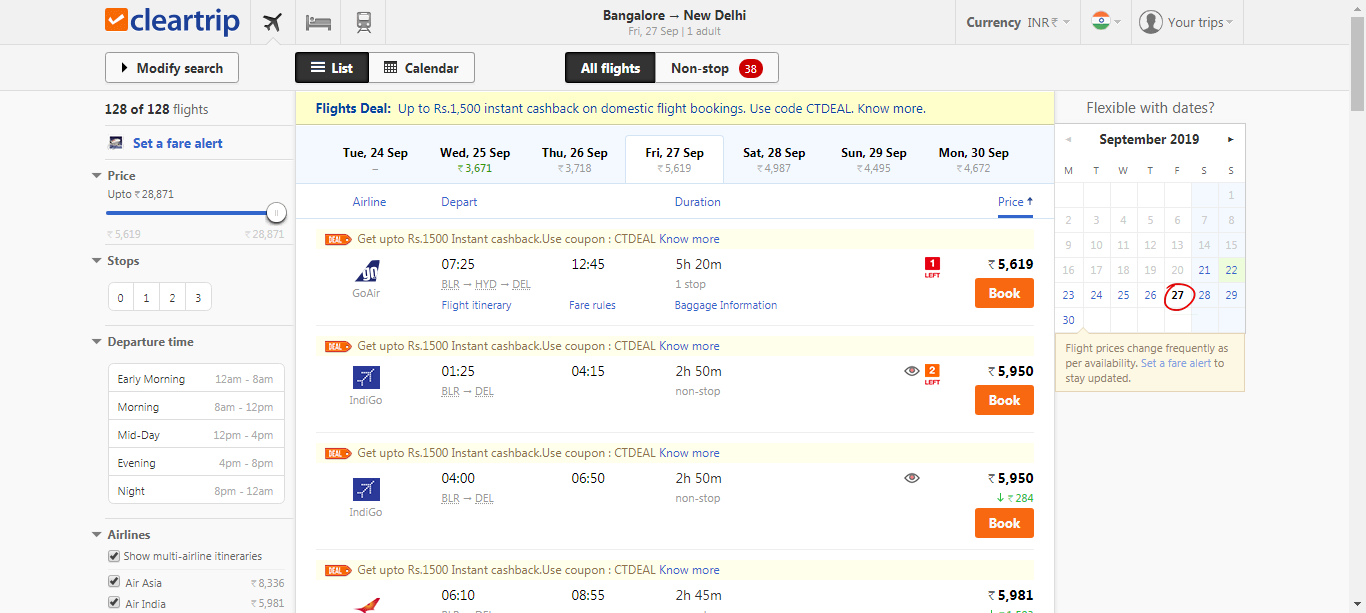 cleartrip
Bangalore → New Delhi
Fri, 27 Sep | 1 adult
Currency INR ₹
Your trips
Modify search
List
Calendar
All flights
Non-stop 38
128 of 128 flights
Set a fare alert
Price
Upto ₹ 28,871
₹ 5,619 ₹ 28,871
Stops
0 1 2 3
Departure time
Early Morning 12am - 8am
Morning 8am - 12pm
Mid-Day 12pm - 4pm
Evening 4pm - 8pm
Night 8pm - 12am
Airlines
Show multi-airline itineraries
Air Asia ₹ 8,336
Air India ₹ 5,981
Flights Deal: Up to Rs.1,500 instant cashback on domestic flight bookings. Use code CTDEAL. Know more.
Tue, 24 Sep Wed, 25 Sep Thu, 26 Sep Fri, 27 Sep Sat, 28 Sep Sun, 29 Sep Mon, 30 Sep
– ₹ 3,671 ₹ 3,718 ₹ 5,619 ₹ 4,987 ₹ 4,495 ₹ 4,672
Airline Depart Duration Price ↑
DEAL Get upto Rs.1500 Instant cashback.Use coupon : CTDEAL Know more
go
07:25 12:45 5h 20m 1 ₹ 5,619
GoAir BLR → HYD → DEL 1 stop LEFT
Book
Flight itinerary Fare rules Baggage Information
DEAL Get upto Rs.1500 Instant cashback.Use coupon : CTDEAL Know more
01:25 04:15 2h 50m 2 ₹ 5,950
BLR → DEL non-stop LEFT
IndiGo Book
DEAL Get upto Rs.1500 Instant cashback.Use coupon : CTDEAL Know more
04:00 06:50 2h 50m ₹ 5,950
BLR → DEL non-stop ↓ ₹ 284
IndiGo Book
DEAL Get upto Rs.1500 Instant cashback.Use coupon : CTDEAL Know more
06:10 08:55 2h 45m ₹ 5,981
Flexible with dates?
September 2019
M T W T F S S
1
2 3 4 5 6 7 8
9 10 11 12 13 14 15
16 17 18 19 20 21 22
23 24 25 26 27 28 29
30
Flight prices change frequently as
per availability. Set a fare alert to
stay updated.